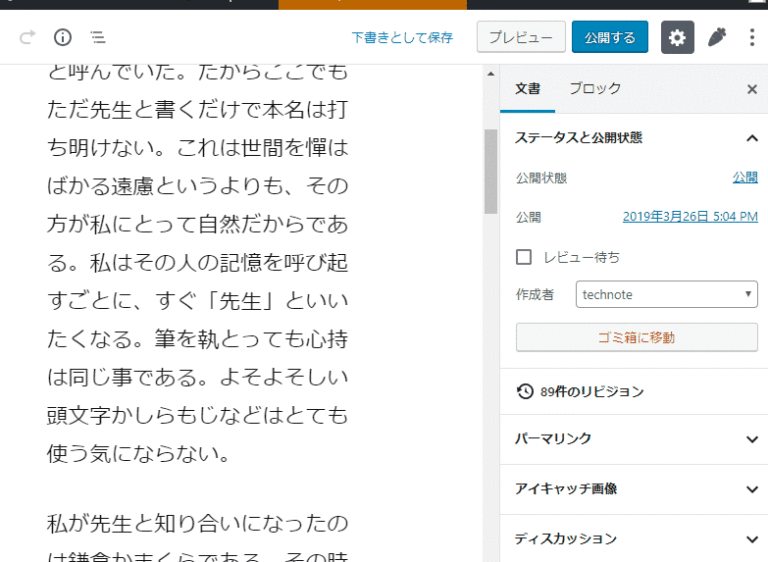 下書きとして保存
プレビュー
公開する
と呼んでいた。だからここでも
ただ先生と書くだけで本名は打
ち明けない。これは世間を憚は
ばかる遠慮というよりも、その
方が私にとって自然だからであ
る。私はその人の記憶を呼び起
すごとに、すぐ「先生」といい
たくなる。筆を執とっても心持
は同じ事である。よそよそしい
頭文字かしらもじなどはとても
使う気にならない。
私が先生と知り合いになったの
は鎌倉かまくらである。その時
文書
ブロック
ステータスと公開状態
公開状態
公開
公開
2019年3月26日 5:04 PM
レビュー待ち
作成者
technote
ゴミ箱に移動
89件のリビジョン
パーマリンク
アイキャッチ画像
ディスカッション